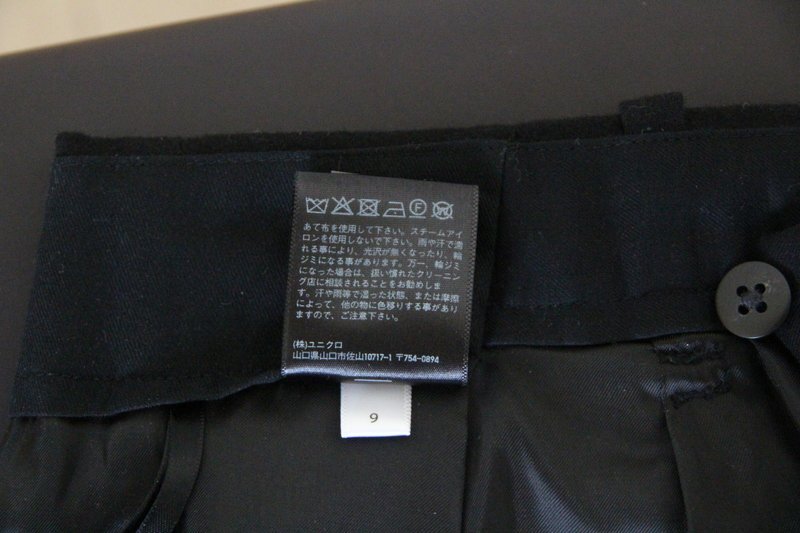 F
あて布を使用して下さい。スチームアイ
ロンを使用しないで下さい。雨や汗で濡
れる事により、光沢が無くなったり、輪
ジミになる事があります。万一、輪ジミ
になった場合は、扱い慣れたクリーニン
グ店に相談されることをお勧めしま
す。汗や雨等で湿った状態、または摩擦
によって、他の物に色移りする事があり
ますので、ご注意下さい。
(株)ユニクロ
山口県山口市佐山10717-1 〒754-0894
9